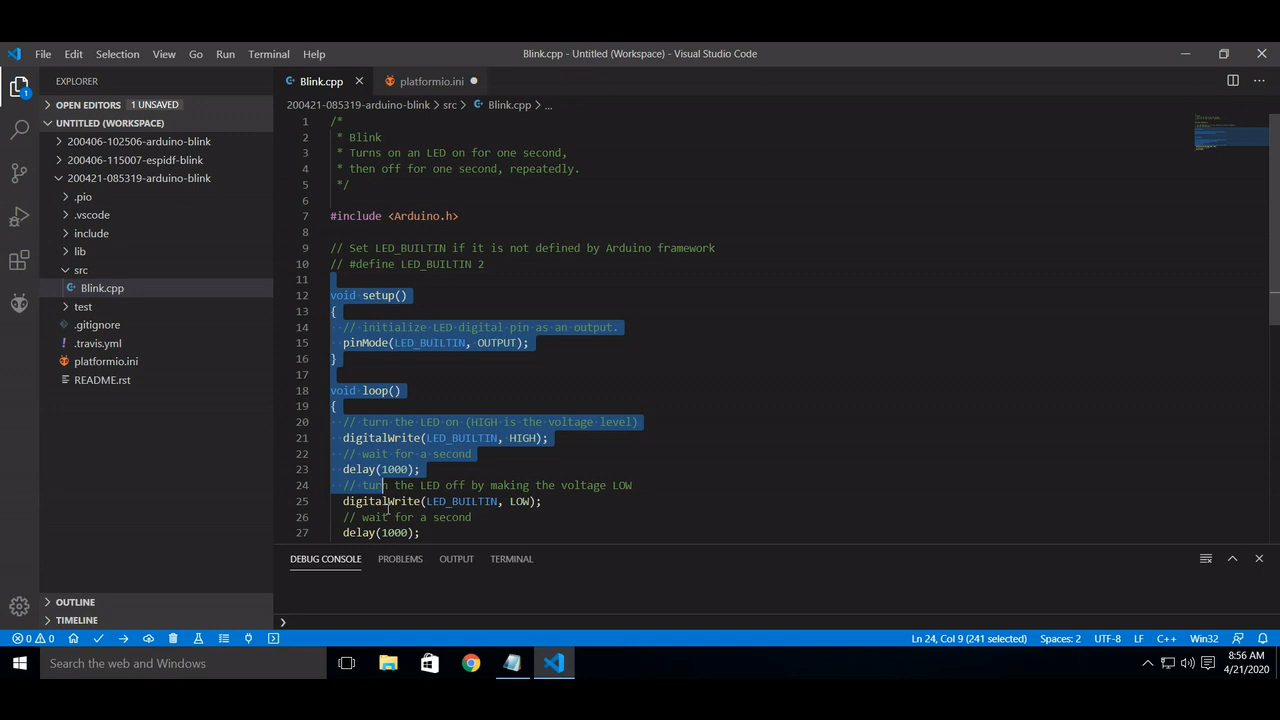 File Edit Selection View Go Run Terminal Help
Blink.cpp - Untitled (Workspace) - Visual Studio Code
EXPLORER
OPEN EDITORS 1 UNSAVED
UNTITLED (WORKSPACE)
200406-102506-arduino-blink
200406-115007-espidf-blink
200421-085319-arduino-blink
.pio
.vscode
include
lib
src
Blink.cpp
test
.gitignore
.travis.yml
platformio.ini
README.rst
OUTLINE
TIMELINE
1
Blink.cpp platformio.ini
200421-085319-arduino-blink > src > Blink.cpp > ...
1 /*
2 * Blink
3 * Turns on an LED on for one second,
4 * then off for one second, repeatedly.
5 */
6
7 #include <Arduino.h>
8
9 // Set LED_BUILTIN if it is not defined by Arduino framework
10 // #define LED_BUILTIN 2
11
12 void setup()
13 {
14 // initialize LED digital pin as an output.
15 pinMode(LED_BUILTIN, OUTPUT);
16 }
17
18 void loop()
19 {
20 // turn the LED on (HIGH is the voltage level)
21 digitalWrite(LED_BUILTIN, HIGH);
22 // wait for a second
23 delay(1000);
24 // turn the LED off by making the voltage LOW
25 digitalWrite(LED_BUILTIN, LOW);
26 // wait for a second
27 delay(1000);
DEBUG CONSOLE PROBLEMS OUTPUT TERMINAL
0 0 Ln 24, Col 9 (241 selected) Spaces: 2 UTF-8 LF C++ Win32
Search the web and Windows
8:56 AM
4/21/2020